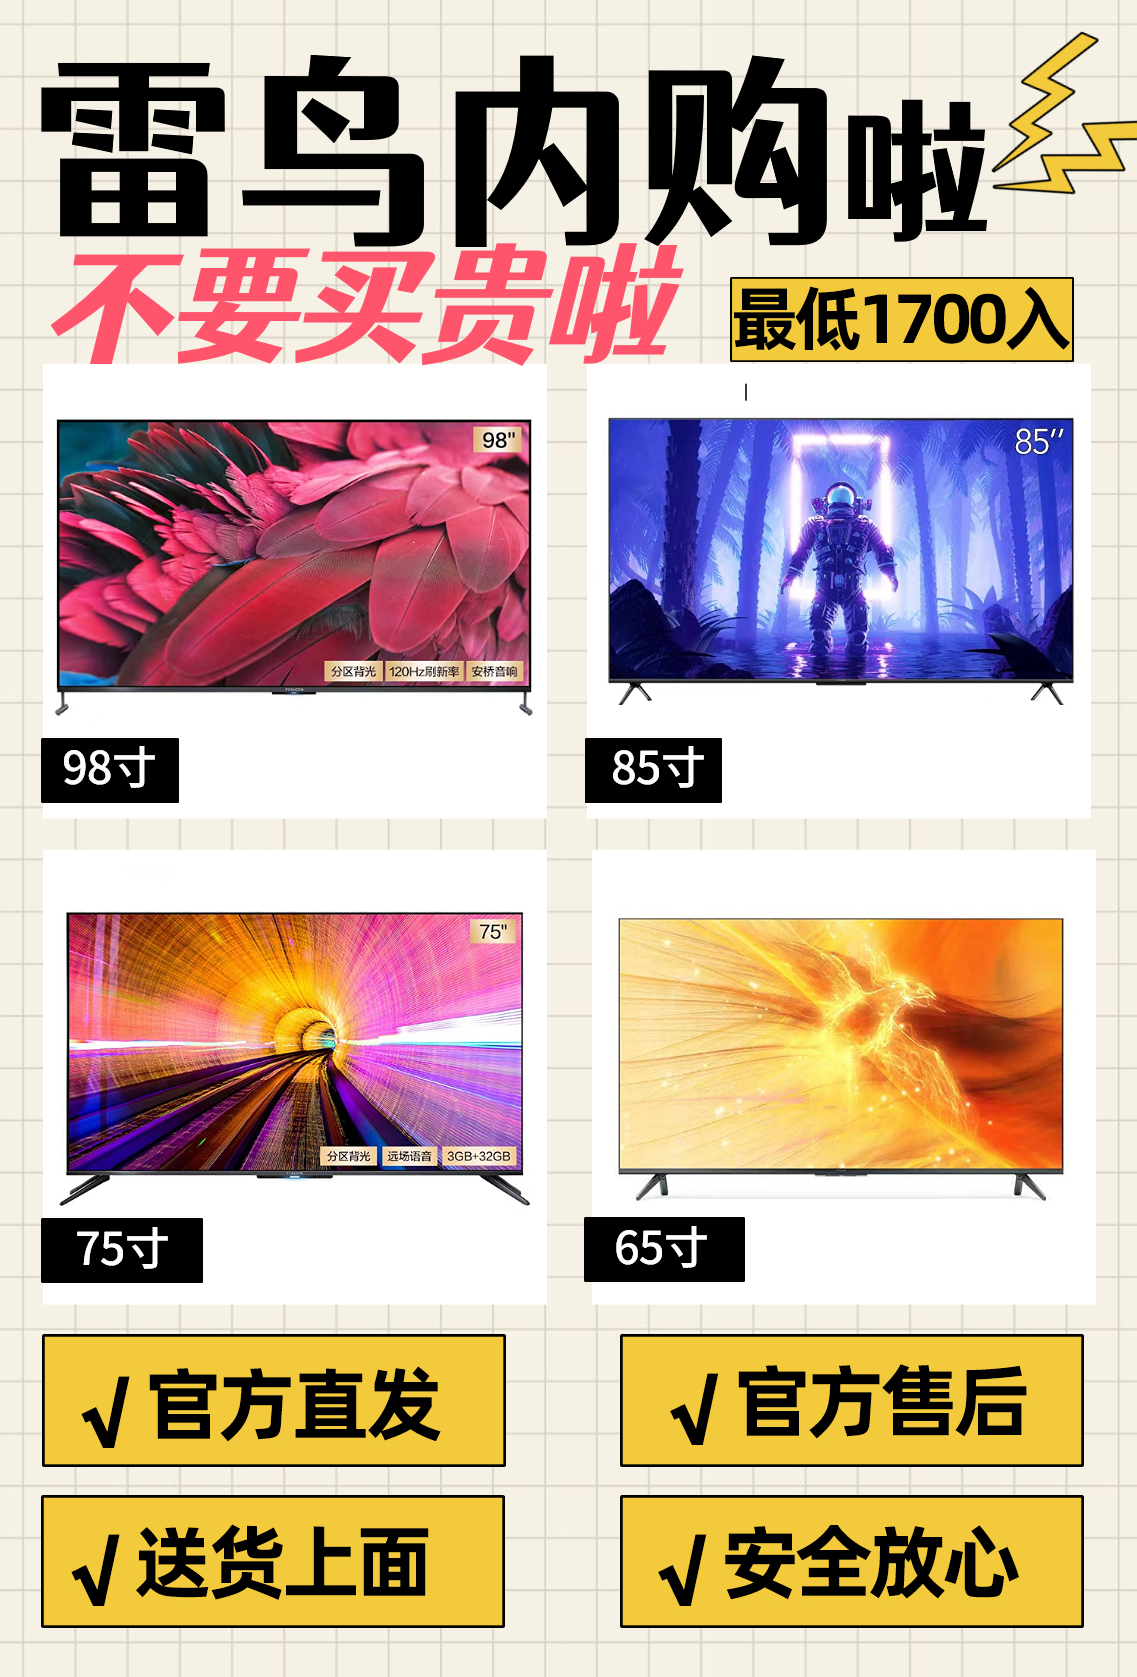 雷鸟内购啦
不要买贵啦
最低1700入
98"
分区背光 120Hz刷新率 安桥音响
98寸
85″
85寸
75"
分区背光 远场语音 3GB+32GB
75寸
65寸
√官方直发
√官方售后
√送货上面
√安全放心